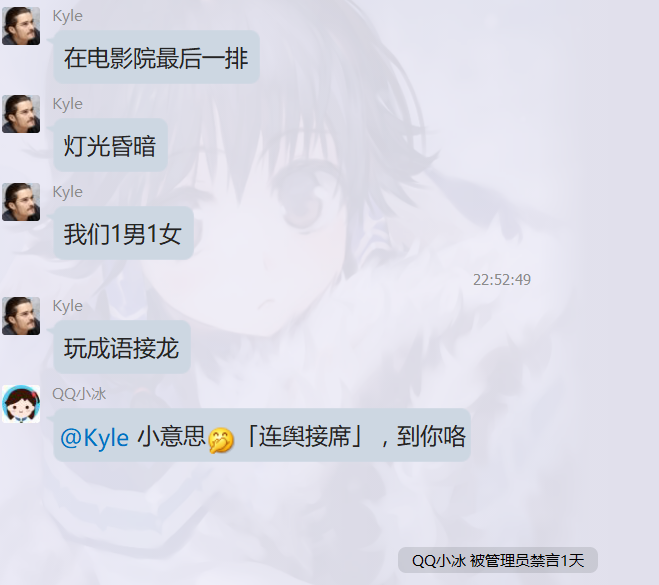 Kyle
在电影院最后一排
Kyle
灯光昏暗
Kyle
我们1男1女
22:52:49
Kyle
玩成语接龙
QQ小冰
@Kyle 小意思🤭「连舆接席」，到你咯
QQ小冰 被管理员禁言1天